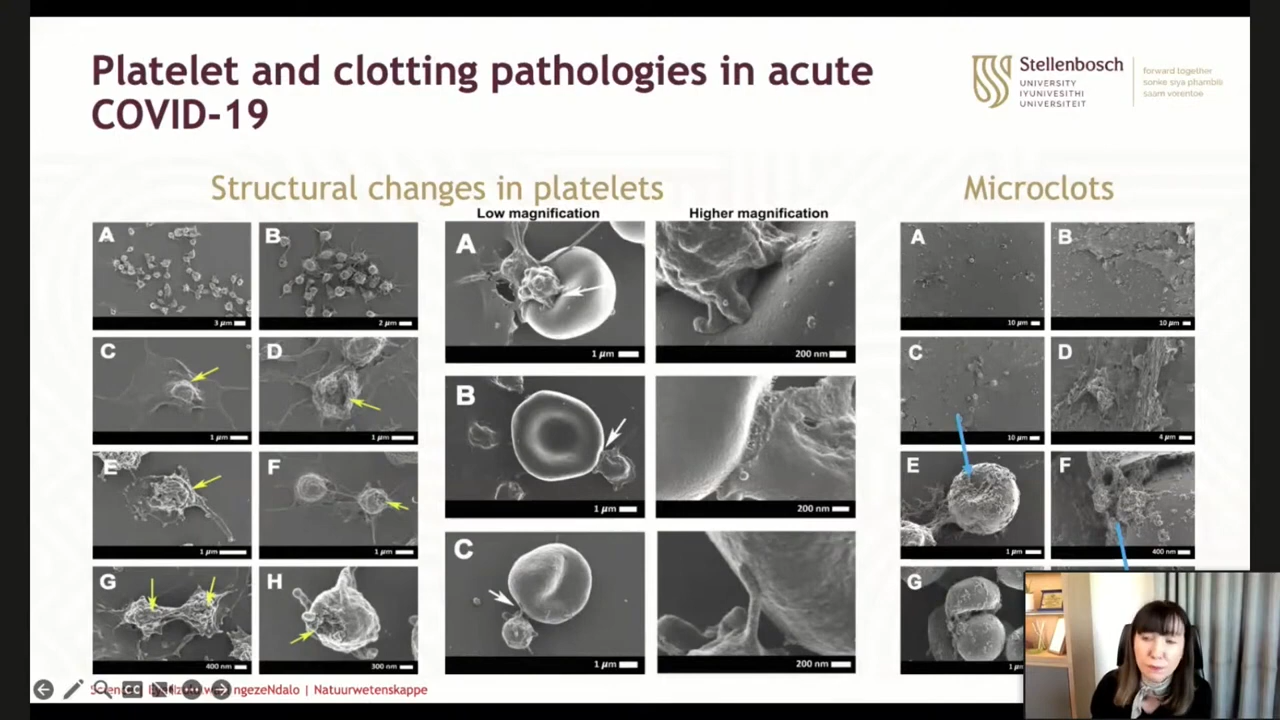 Platelet and clotting pathologies in acute
COVID-19
Stellenbosch
UNIVERSITY
IYUNIVESITHI
UNIVERSITEIT
forward together
sonke siya phambili
saam vorentoe
Structural changes in platelets
Microclots
Low magnification
Higher magnification
A
B
3 µm
2 µm
C
D
1 µm
1 µm
E
F
1 µm
1 µm
G
H
400 nm
300 nm
A
1 µm
200 nm
B
1 µm
200 nm
C
1 µm
200 nm
A
B
10 µm
10 µm
C
D
10 µm
4 µm
E
F
1 µm
400 nm
G
CC
ngezeNdalo | Natuurwetenskappe